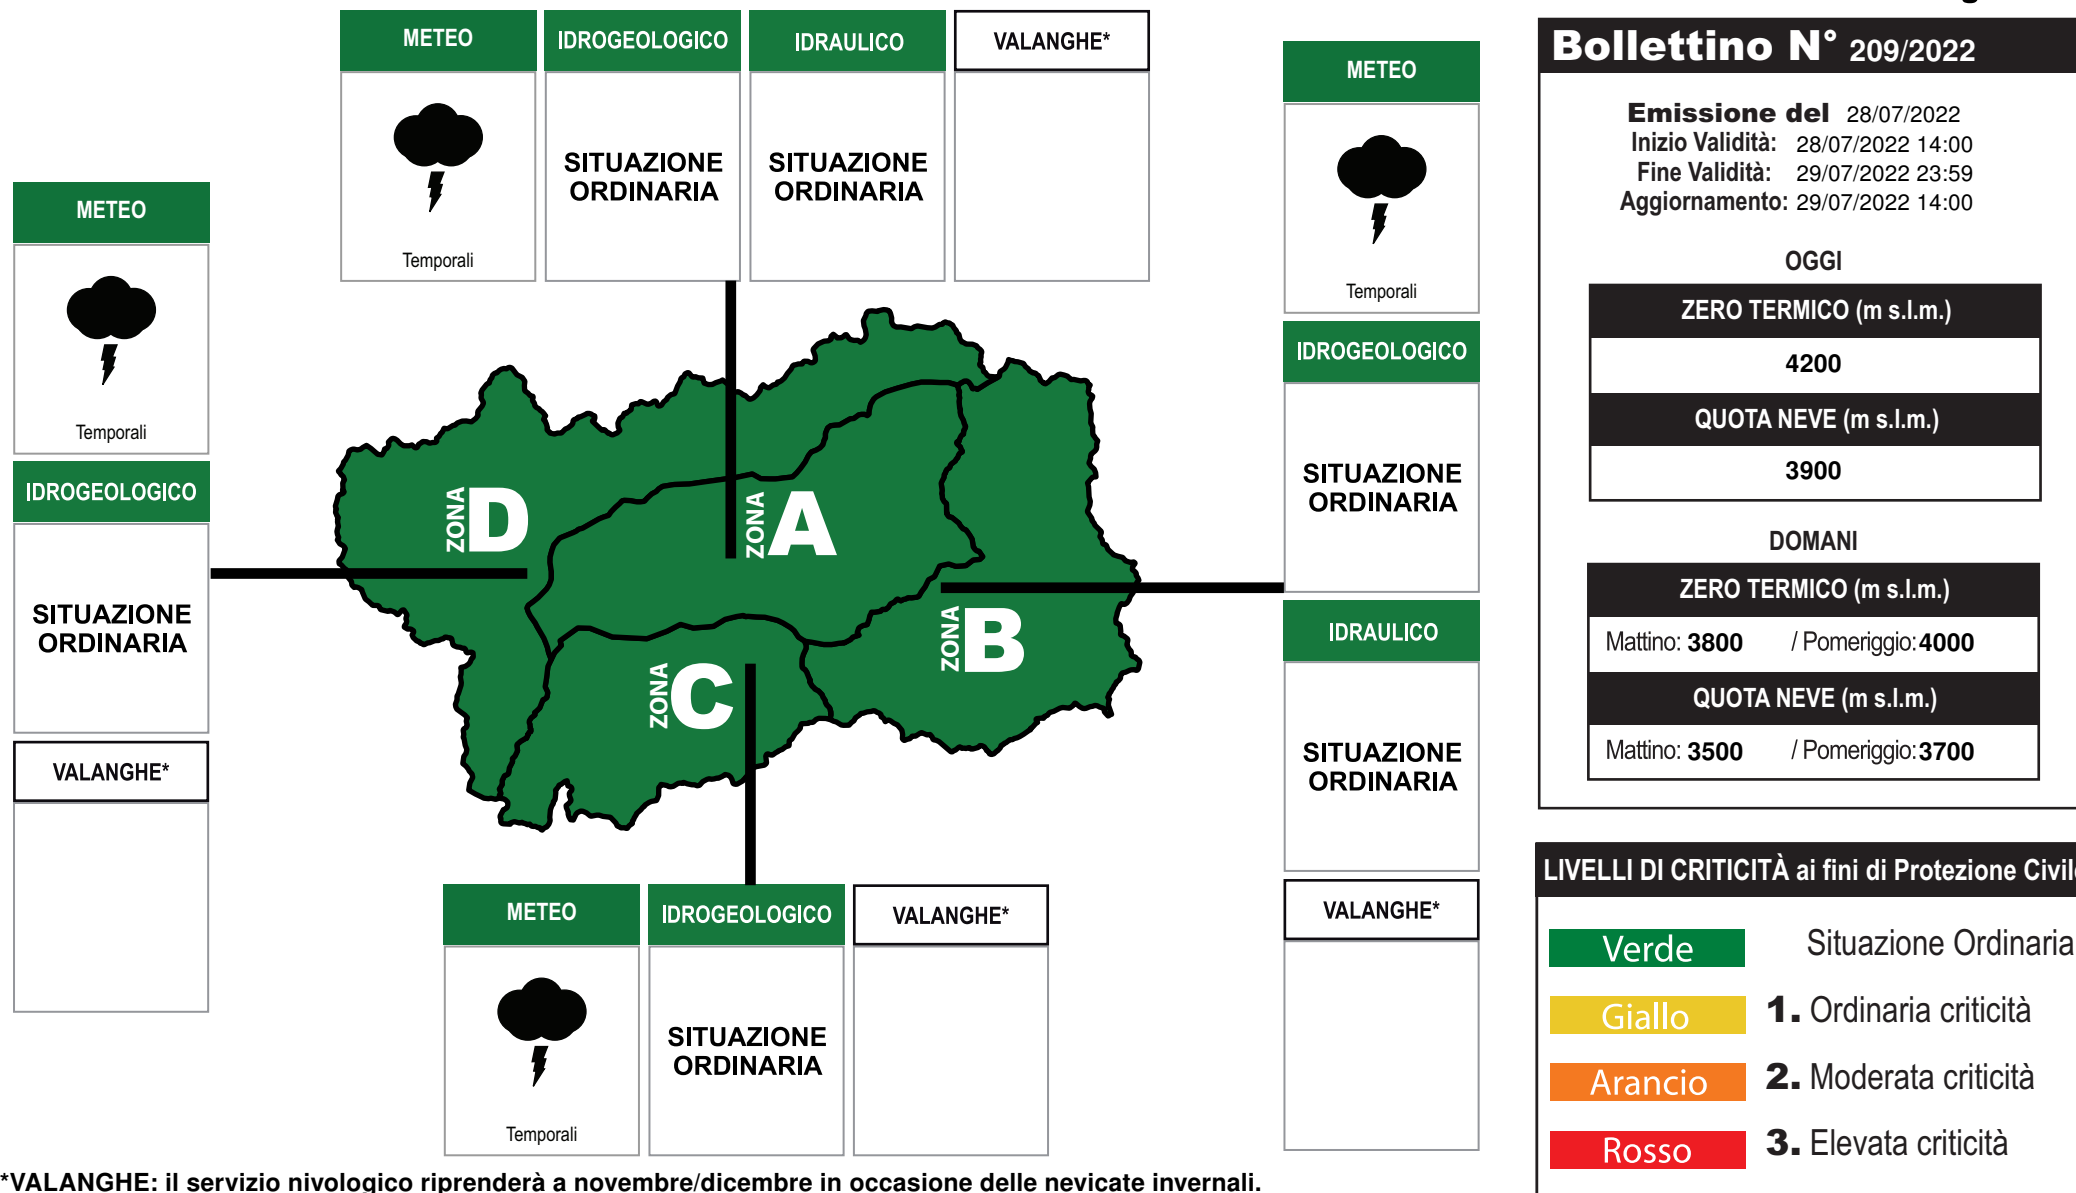 METEO
IDROGEOLOGICO
IDRAULICO
VALANGHE*
Temporali
SITUAZIONE
ORDINARIA
SITUAZIONE
ORDINARIA
METEO
Temporali
IDROGEOLOGICO
SITUAZIONE
ORDINARIA
VALANGHE*
METEO
Temporali
IDROGEOLOGICO
SITUAZIONE
ORDINARIA
IDRAULICO
SITUAZIONE
ORDINARIA
VALANGHE*
ZONA D
ZONA A
ZONA B
ZONA C
METEO
IDROGEOLOGICO
VALANGHE*
Temporali
SITUAZIONE
ORDINARIA
*VALANGHE: il servizio nivologico riprenderà a novembre/dicembre in occasione delle nevicate invernali.
Bollettino N° 209/2022
Emissione del 28/07/2022
Inizio Validità: 28/07/2022 14:00
Fine Validità: 29/07/2022 23:59
Aggiornamento: 29/07/2022 14:00
OGGI
ZERO TERMICO (m s.l.m.)
4200
QUOTA NEVE (m s.l.m.)
3900
DOMANI
ZERO TERMICO (m s.l.m.)
Mattino: 3800 / Pomeriggio: 4000
QUOTA NEVE (m s.l.m.)
Mattino: 3500 / Pomeriggio: 3700
LIVELLI DI CRITICITÀ ai fini di Protezione Civile
Verde Situazione Ordinaria
Giallo 1. Ordinaria criticità
Arancio 2. Moderata criticità
Rosso 3. Elevata criticità